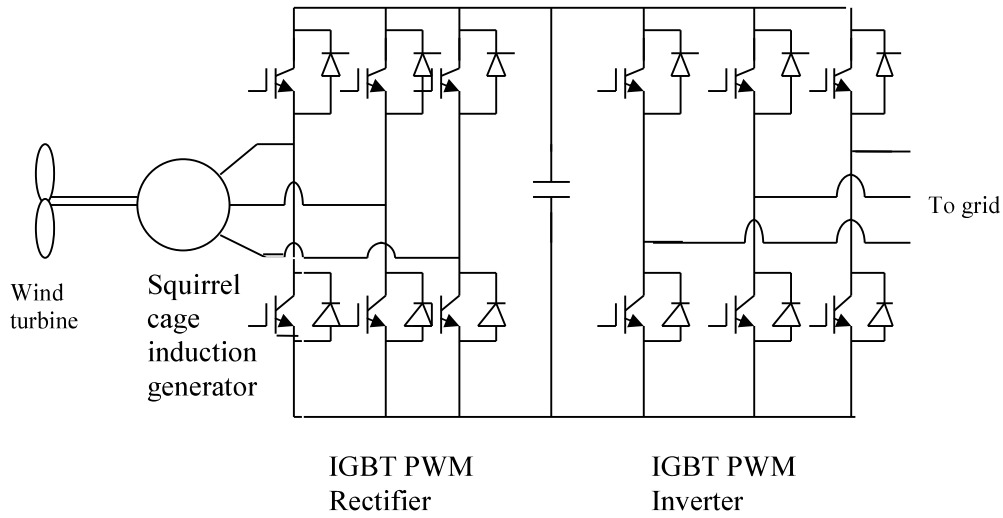 To grid
Wind
turbine
Squirrel
cage
induction
generator
IGBT PWM
Rectifier
IGBT PWM
Inverter